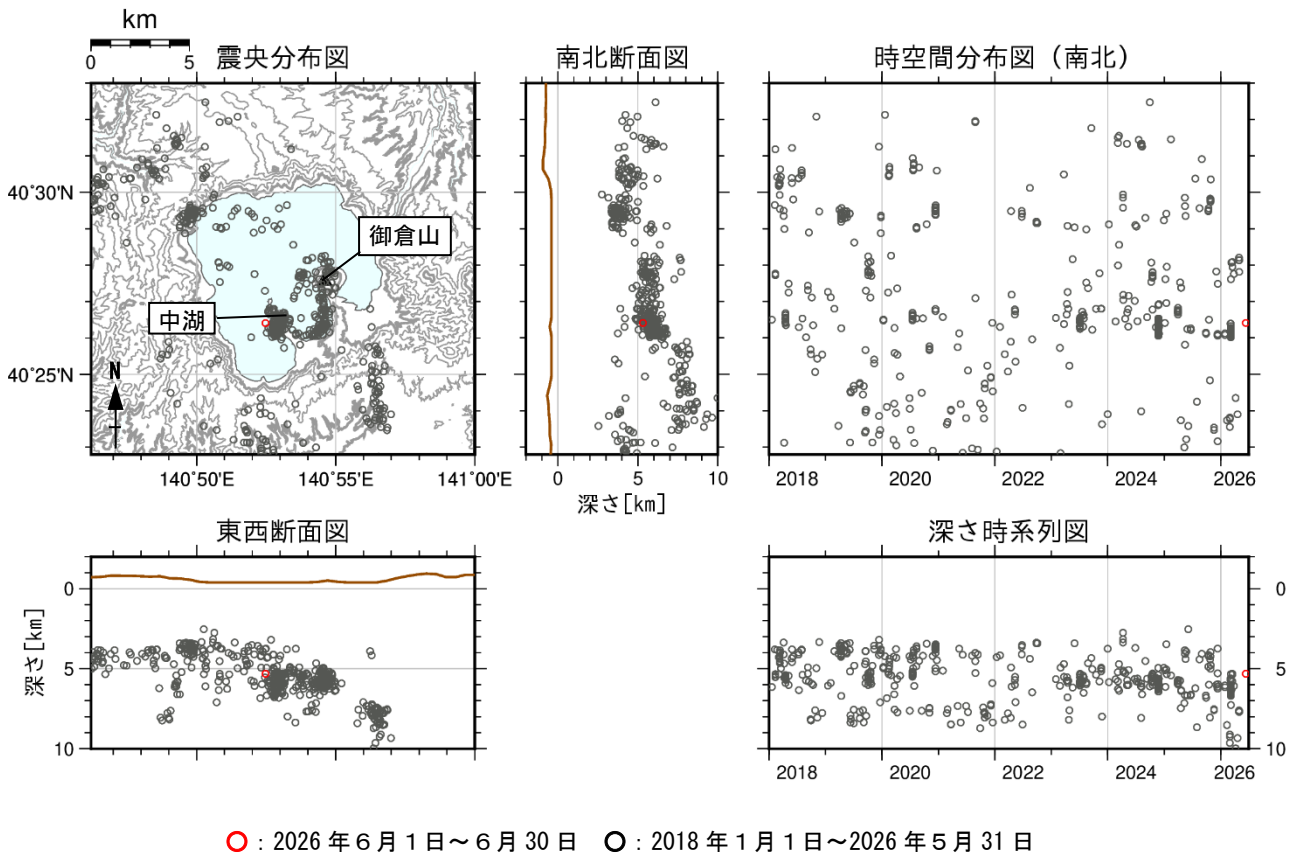 km
0 5
震央分布図
40°30'N
40°25'N
御倉山
中湖
N
140°50'E 140°55'E 141°00'E
南北断面図
0 5 10
深さ[km]
時空間分布図（南北）
2018 2020 2022 2024 2026
東西断面図
0
5
10
深さ[km]
深さ時系列図
0
5
10
2018 2020 2022 2024 2026
：2026年６月１日～６月30日 ：2018年１月１日～2026年５月31日